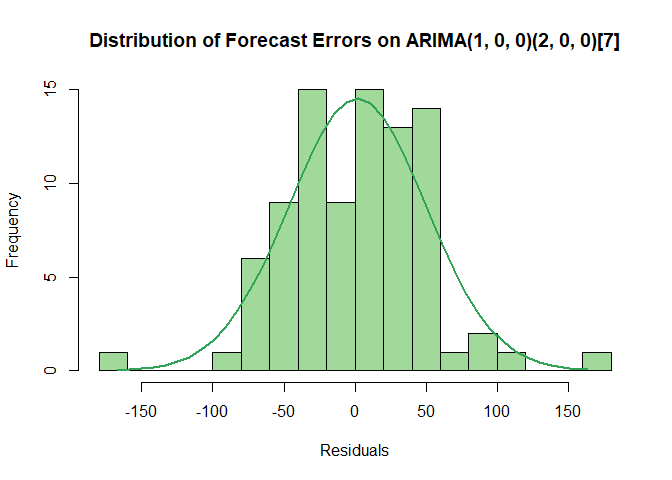 Distribution of Forecast Errors on ARIMA(1, 0, 0)(2, 0, 0)[7]
15
10
5
0
Frequency
-150 -100 -50 0 50 100 150
Residuals